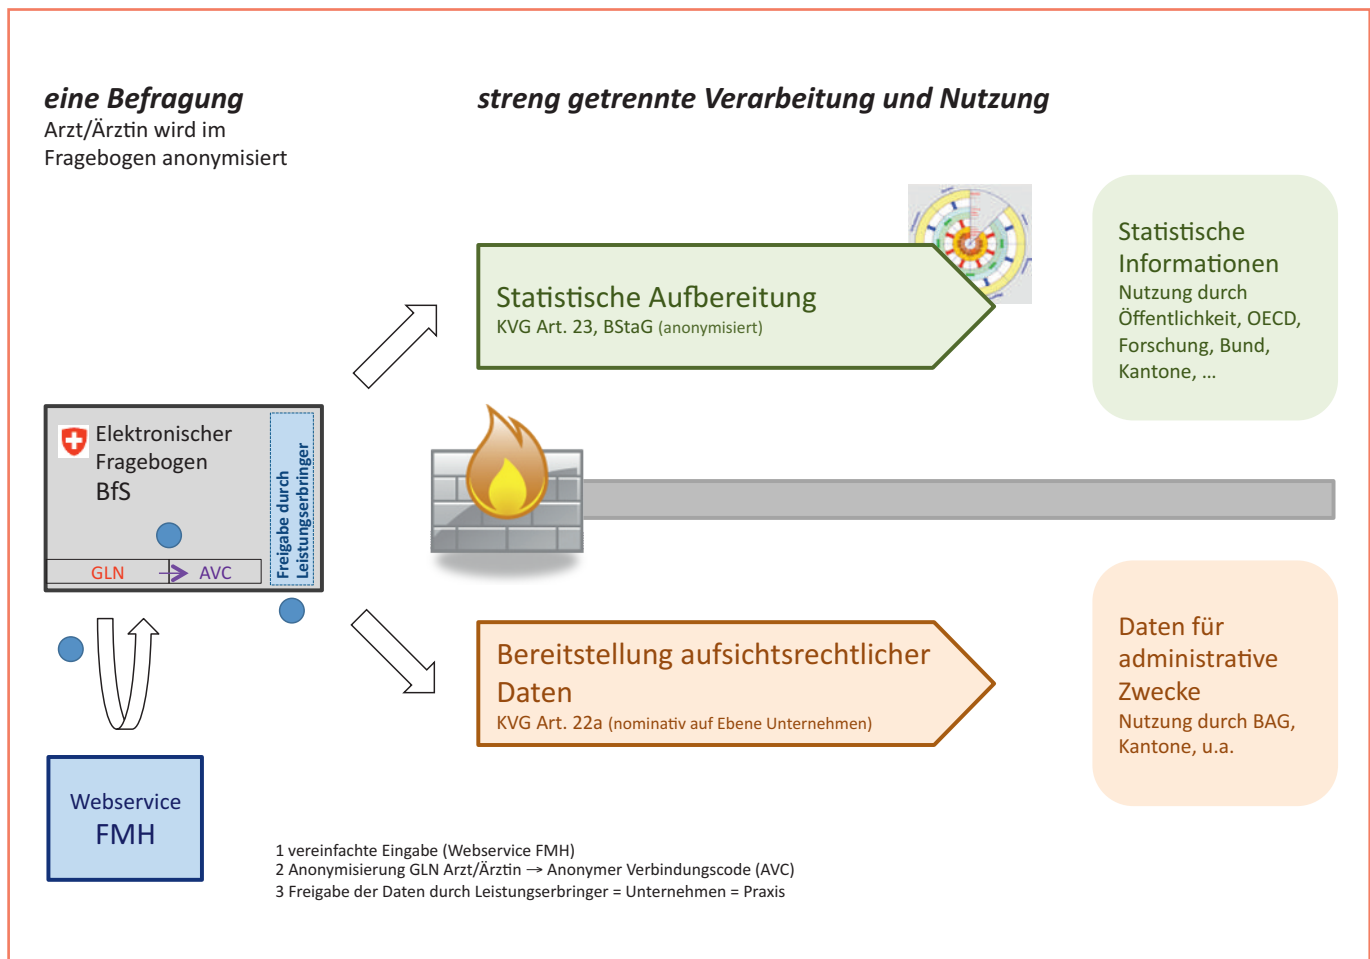 eine Befragung
Arzt/Ärztin wird im
Fragebogen anonymisiert
streng getrennte Verarbeitung und Nutzung
Statistische Aufbereitung
KVG Art. 23, BStaG (anonymisiert)
Statistische
Informationen
Nutzung durch
Öffentlichkeit, OECD,
Forschung, Bund,
Kantone, ...
Elektronischer
Fragebogen
BfS
GLN
AVC
Freigabe durch
Leistungserbringer
Bereitstellung aufsichtsrechtlicher
Daten
KVG Art. 22a (nominativ auf Ebene Unternehmen)
Daten für
administrative
Zwecke
Nutzung durch BAG,
Kantone, u.a.
Webservice
FMH
1 vereinfachte Eingabe (Webservice FMH)
2 Anonymisierung GLN Arzt/Ärztin → Anonymer Verbindungscode (AVC)
3 Freigabe der Daten durch Leistungserbringer = Unternehmen = Praxis